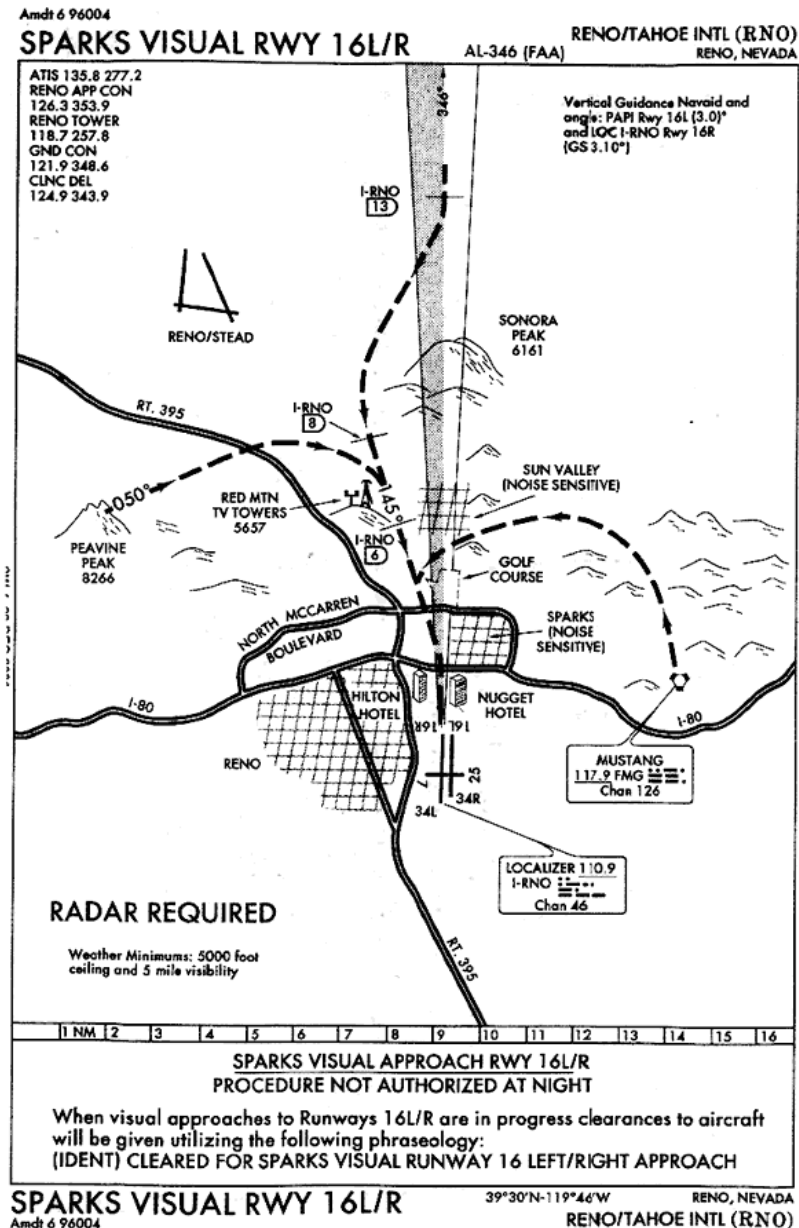 Amdt 6 96004
SPARKS VISUAL RWY 16L/R
AL-346 (FAA)
RENO/TAHOE INTL (RNO)
RENO, NEVADA
ATIS 135.8 277.2
RENO APP CON
126.3 353.9
RENO TOWER
118.7 257.8
GND CON
121.9 348.6
CLNC DEL
124.9 343.9
346°
Vertical Guidance Navaid and
angle: PAPI Rwy 16L (3.0)°
and LOC I-RNO Rwy 16R
(GS 3.10°)
I-RNO
13
RENO/STEAD
SONORA
PEAK
6161
RT. 395
I-RNO
8
050°
RED MTN
TV TOWERS
5657
145°
SUN VALLEY
(NOISE SENSITIVE)
PEAVINE
PEAK
8266
I-RNO
6
GOLF
COURSE
NORTH MCCARREN
BOULEVARD
SPARKS
(NOISE
SENSITIVE)
I-80
HILTON
HOTEL
NUGGET
HOTEL
I-80
RENO
16R
16L
7
25
34L
34R
MUSTANG
117.9 FMG
Chan 126
LOCALIZER 110.9
I-RNO
Chan 46
RADAR REQUIRED
Weather Minimums: 5000 foot
ceiling and 5 mile visibility
RT. 395
1 NM 2 3 4 5 6 7 8 9 10 11 12 13 14 15 16
SPARKS VISUAL APPROACH RWY 16L/R
PROCEDURE NOT AUTHORIZED AT NIGHT
When visual approaches to Runways 16L/R are in progress clearances to aircraft
will be given utilizing the following phraseology:
(IDENT) CLEARED FOR SPARKS VISUAL RUNWAY 16 LEFT/RIGHT APPROACH
SPARKS VISUAL RWY 16L/R
Amdt 6 96004
39°30'N-119°46'W
RENO, NEVADA
RENO/TAHOE INTL (RNO)